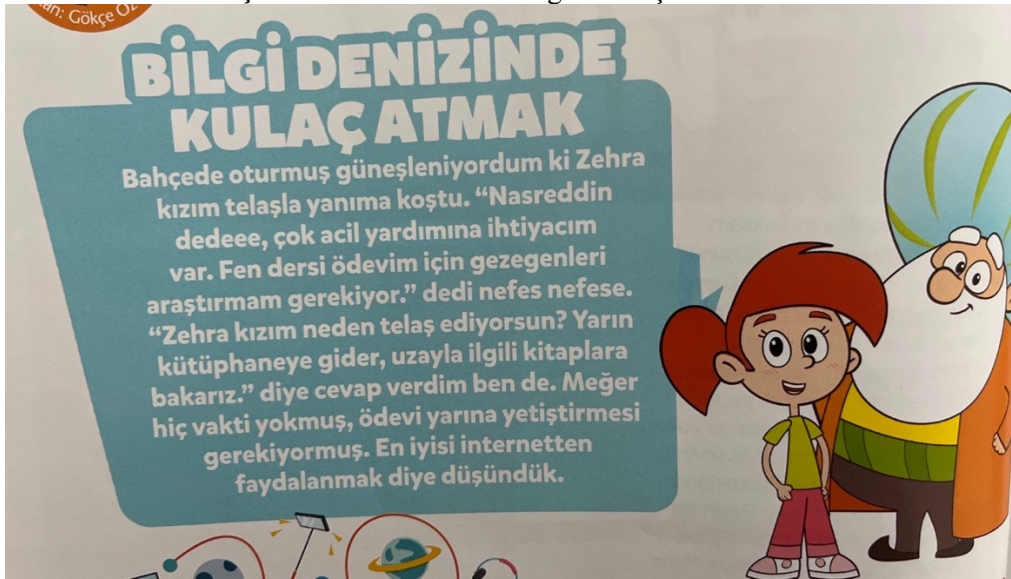 Gökçe
BİLGİ DENİZİNDE
KULAÇ ATMAK
Bahçede oturmuş güneşleniyordum ki Zehra
kızım telaşla yanıma koştu. “Nasreddin
dedeee, çok acil yardımına ihtiyacım
var. Fen dersi ödevim için gezegenleri
araştırmam gerekiyor.” dedi nefes nefese.
“Zehra kızım neden telaş ediyorsun? Yarın
kütüphaneye gider, uzayla ilgili kitaplara
bakarız.” diye cevap verdim ben de. Meğer
hiç vakti yokmuş, ödevi yarına yetiştirmesi
gerekiyormuş. En iyisi internetten
faydalanmak diye düşündük.